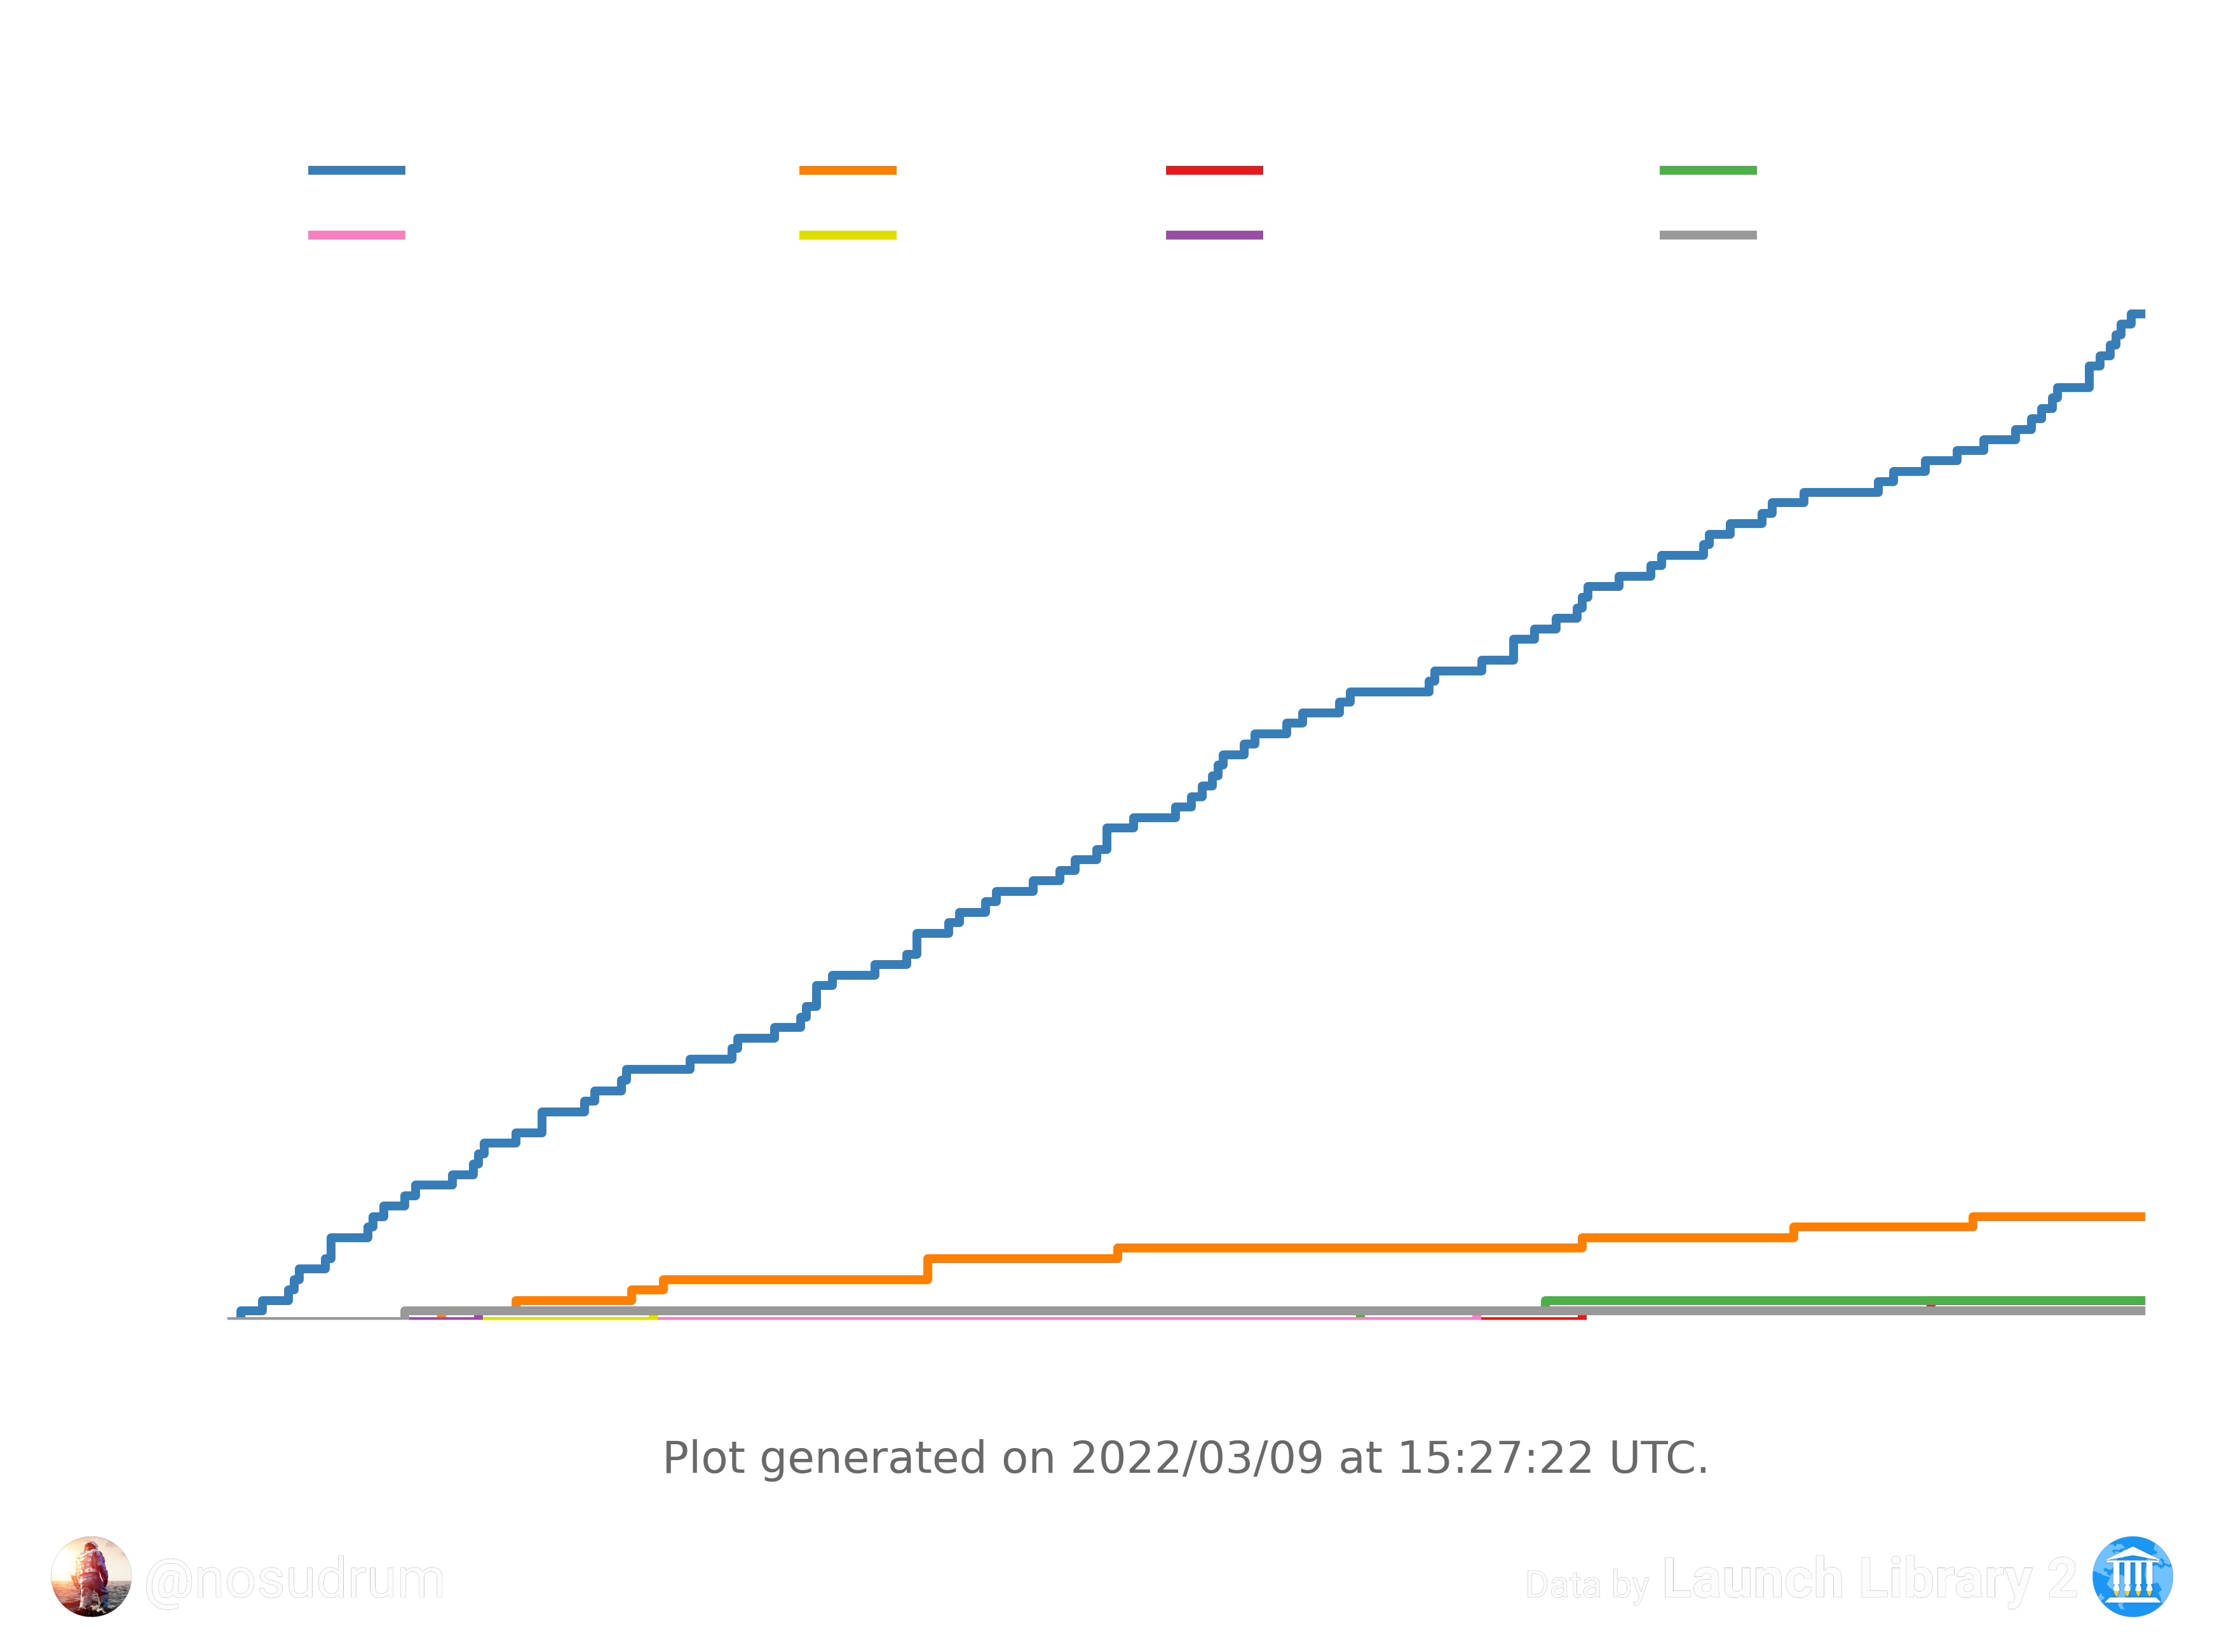 Plot generated on 2022/03/09 at 15:27:22 UTC.
@nosudrum
Data by Launch Library 2